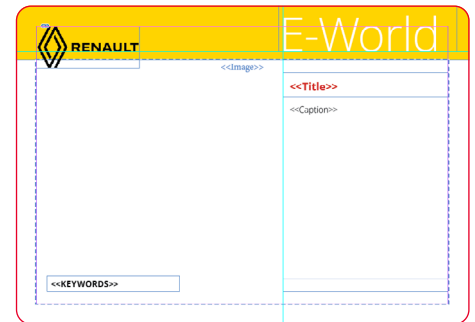 RENAULT
E-World
<<Image>>
<<Title>>
<<Caption>>
<<KEYWORDS>>